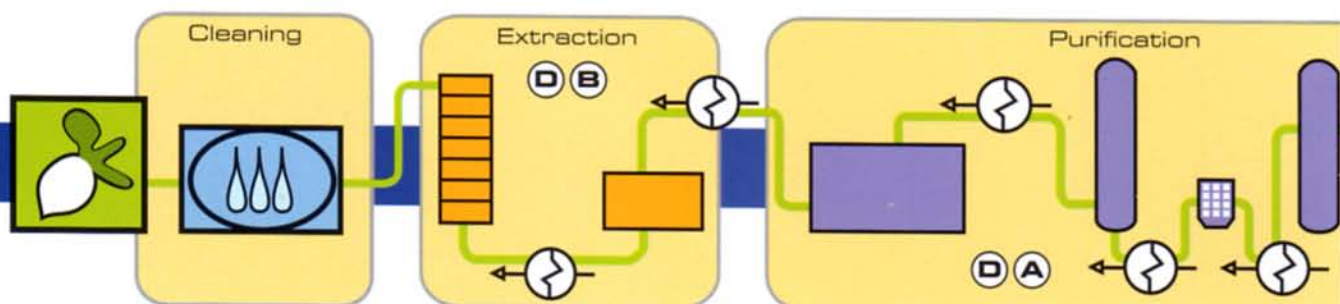 Cleaning
Extraction
D B
Purification
D A